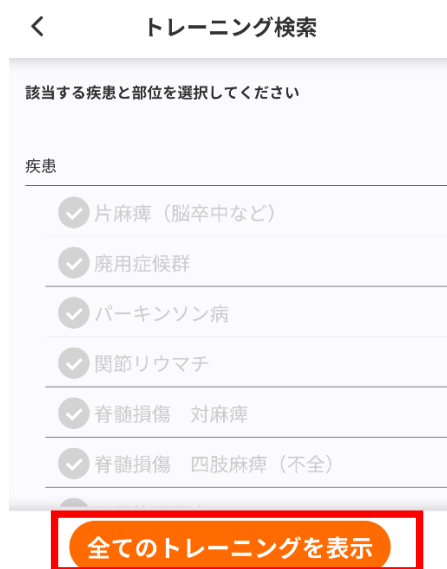 トレーニング検索
該当する疾患と部位を選択してください
疾患
片麻痺（脳卒中など）
廃用症候群
パーキンソン病
関節リウマチ
脊髄損傷　対麻痺
脊髄損傷　四肢麻痺（不全）
全てのトレーニングを表示